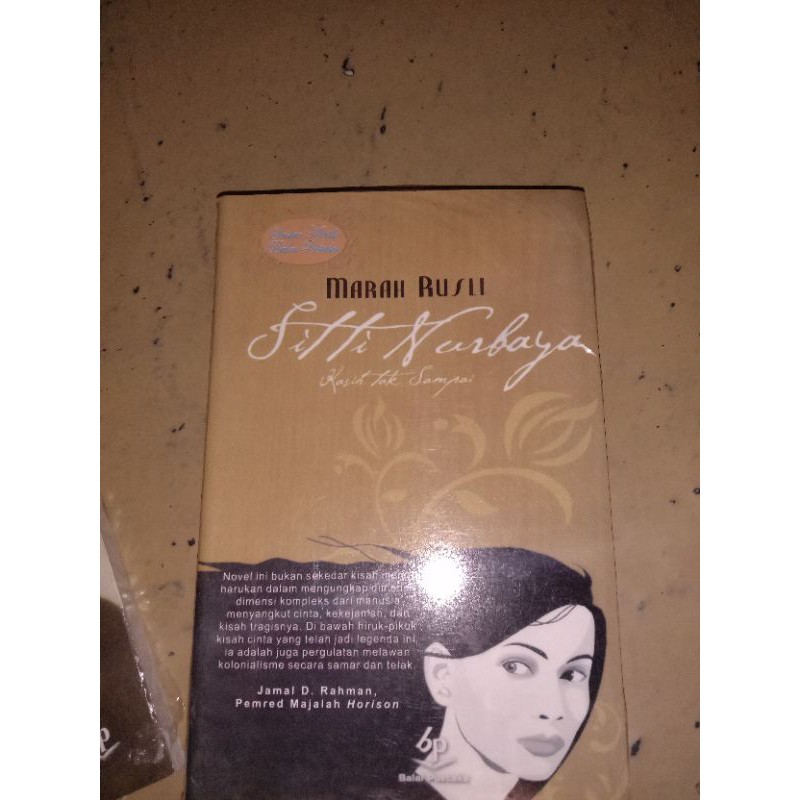 MARAH RUSLI
Sitti Nurbaya
Kasih tak Sampai
Novel ini bukan sekedar kisah
harukan dalam mengungkap
dimensi kompleks dari manusia
menyangkut cinta, kekejaman, dan
kisah tragisnya. Di bawah hiruk-pikuk
kisah cinta yang telah jadi legenda ini,
ia adalah juga pergulatan melawan
kolonialisme secara samar dan telak.
Jamal D. Rahman,
Pemred Majalah Horison
bp
Balai Pustaka